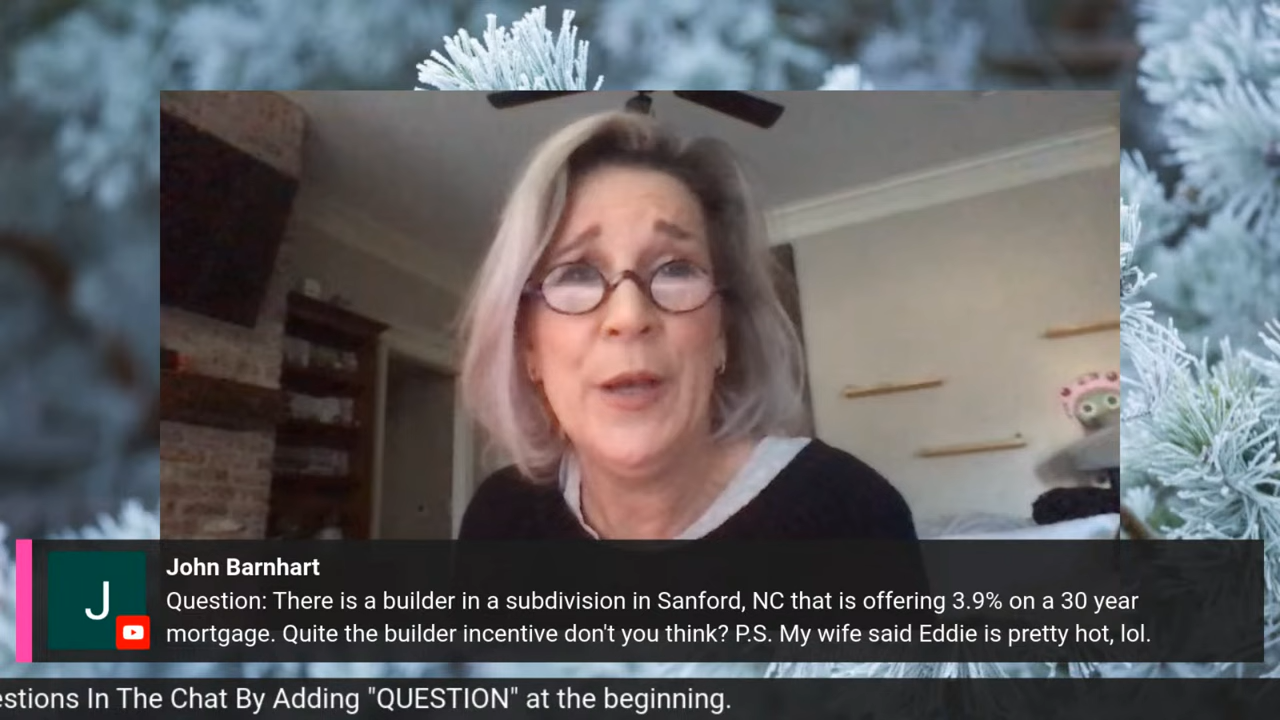 J
John Barnhart
Question: There is a builder in a subdivision in Sanford, NC that is offering 3.9% on a 30 year
mortgage. Quite the builder incentive don't you think? P.S. My wife said Eddie is pretty hot, lol.
estions In The Chat By Adding "QUESTION" at the beginning.